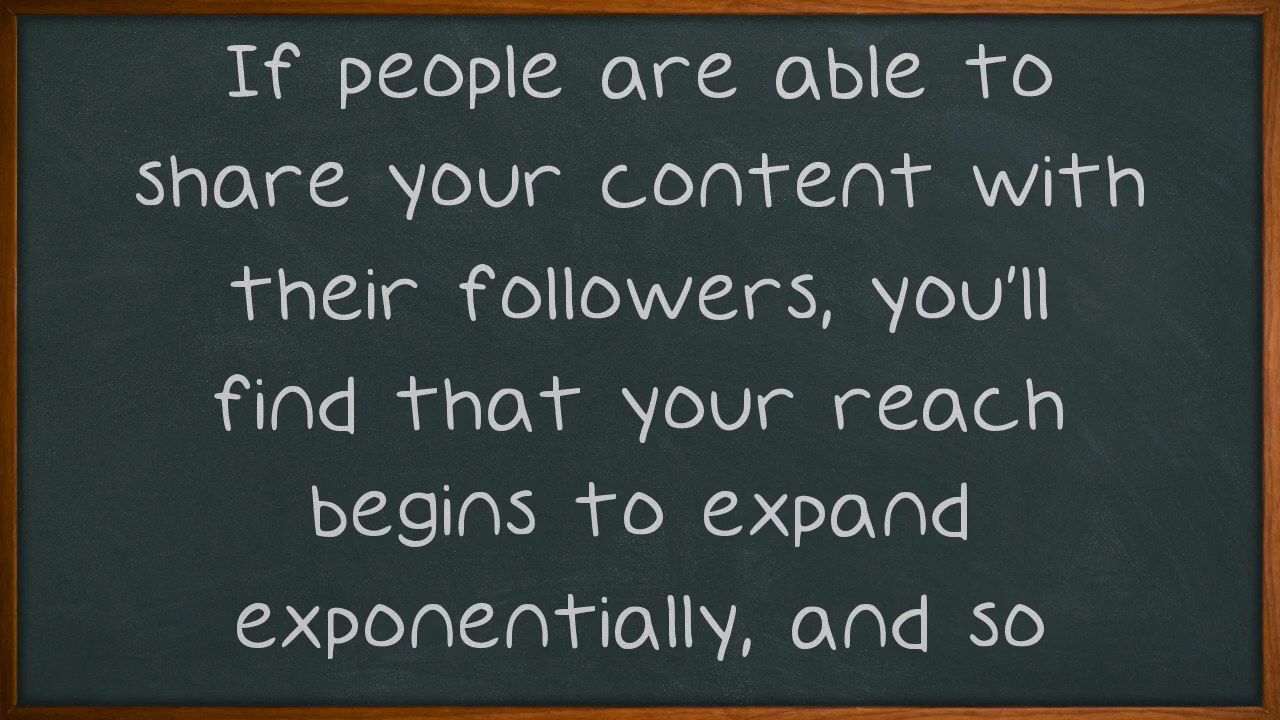 If people are able to
share your content with
their followers, you'll
find that your reach
begins to expand
exponentially, and so